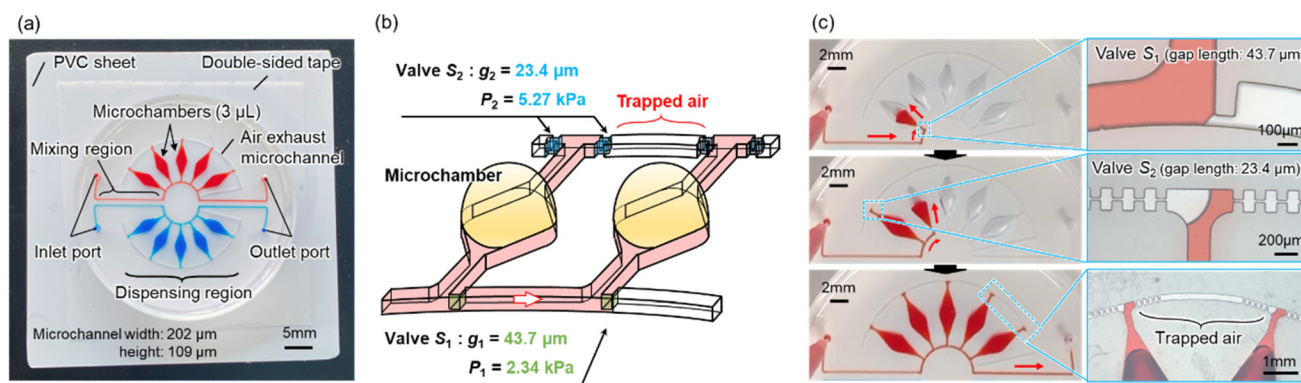 (a)
PVC sheet
Double-sided tape
Microchambers (3 µL)
Air exhaust
microchannel
Mixing region
Inlet port
Outlet port
Dispensing region
Microchannel width: 202 µm
height: 109 µm
5mm
(b)
Valve S2 : g2 = 23.4 µm
P2 = 5.27 kPa
Trapped air
Microchamber
Valve S1 : g1 = 43.7 µm
P1 = 2.34 kPa
(c)
2mm
Valve S1 (gap length: 43.7 µm)
100µm
2mm
Valve S2 (gap length: 23.4 µm)
200µm
2mm
Trapped air
1mm